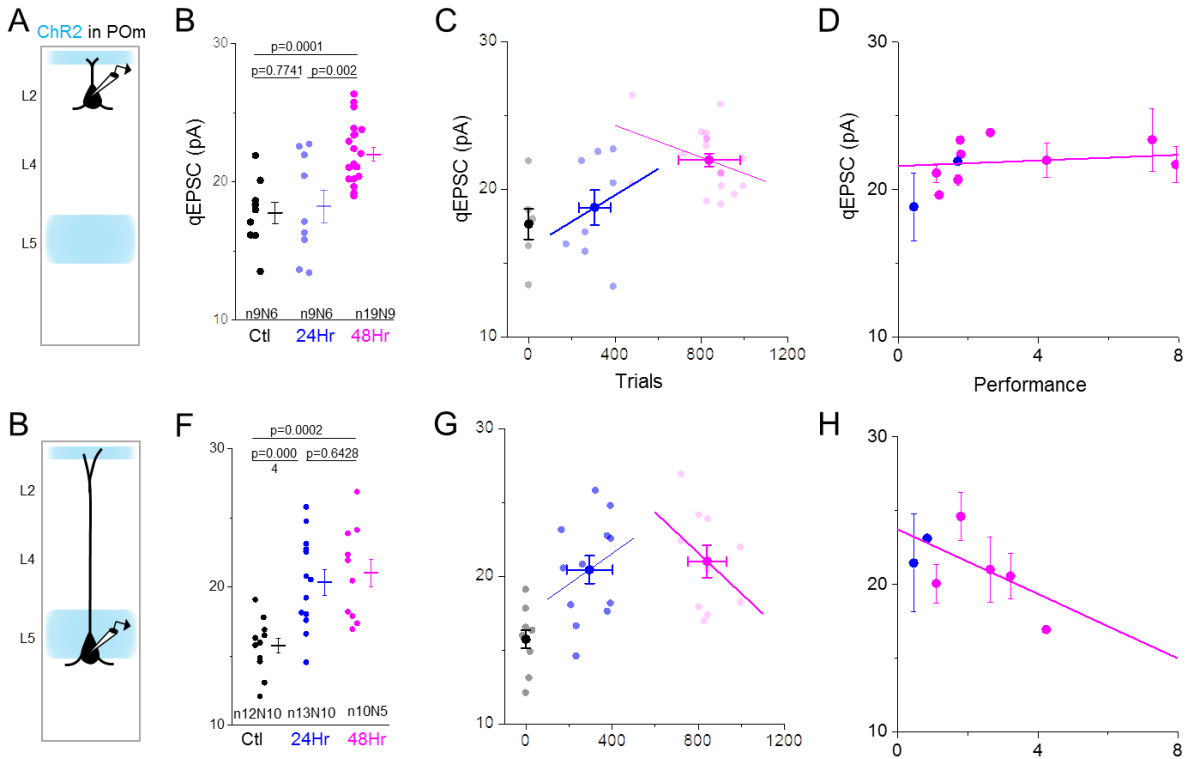 A
ChR2 in POm
L2
L4
L5
B
qEPSC (pA)
30
20
10
p=0.0001
p=0.7741
p=0.002
n9N6
n9N6
n19N9
Ctl
24Hr
48Hr
C
qEPSC (pA)
30
20
10
0
400
800
1200
Trials
D
qEPSC (pA)
30
20
10
0
4
8
Performance
B
L2
L4
L5
F
30
20
10
p=0.0002
p=0.000
4
p=0.6428
n12N10
n13N10
n10N5
Ctl
24Hr
48Hr
G
30
20
10
0
400
800
1200
H
30
20
10
0
4
8